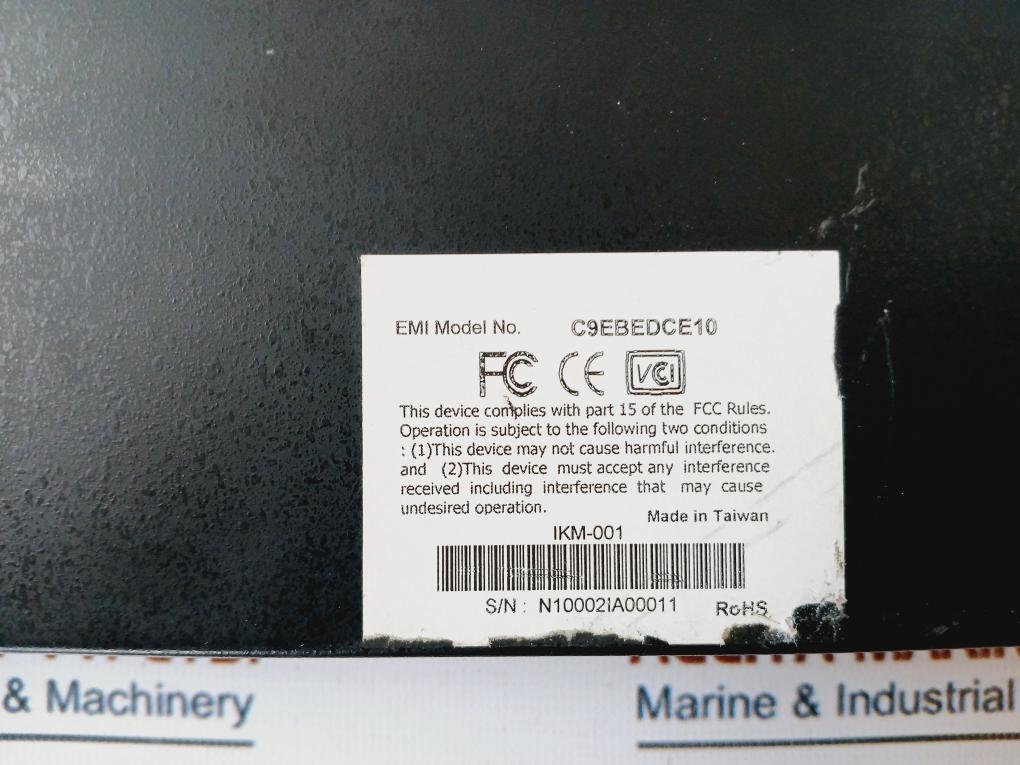 EMI Model No. C9EBEDCE10
FC CE VCI
This device complies with part 15 of the FCC Rules.
Operation is subject to the following two conditions
: (1)This device may not cause harmful interference.
and (2)This device must accept any interference
received including interference that may cause
undesired operation.
Made in Taiwan
IKM-001
S/N : N10002IA00011 RoHS
& Machinery
Marine & Industrial